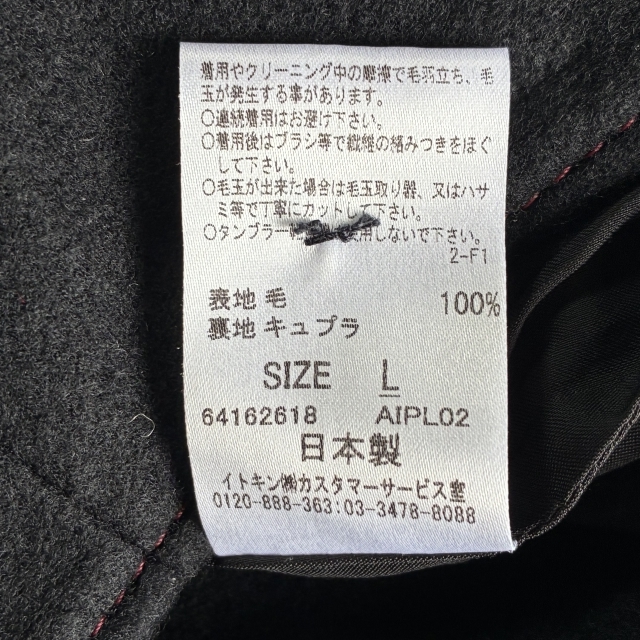 着用やクリーニング中の摩擦で毛羽立ち、毛
玉が発生する事があります。
○連続着用はお避け下さい。
○着用後はブラシ等で繊維の絡みつきをほぐ
して下さい。
○毛玉が出来た場合は毛玉取り器、又はハサ
ミ等で丁寧にカットして下さい。
○タンブラー 使用しないで下さい。
2-F1
表地 毛 100%
裏地 キュプラ
SIZE L
64162618 AIPL02
日本製
イトキン㈱カスタマーサービス室
0120-888-363:03-3478-8088